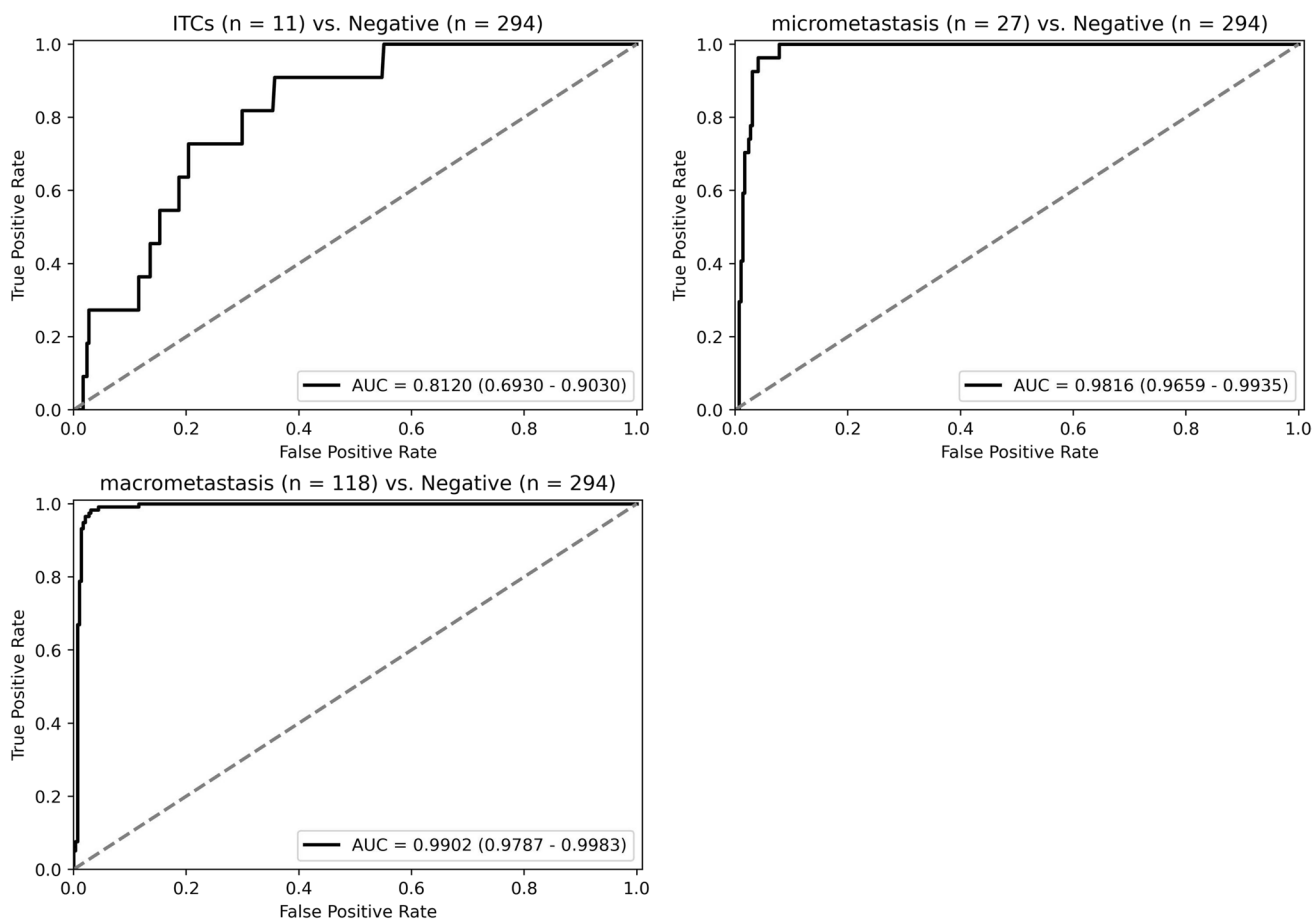 ITCs (n = 11) vs. Negative (n = 294)
1.0
0.8
0.6
0.4
0.2
0.0
True Positive Rate
AUC = 0.8120 (0.6930 - 0.9030)
0.0 0.2 0.4 0.6 0.8 1.0
False Positive Rate
micrometastasis (n = 27) vs. Negative (n = 294)
1.0
0.8
0.6
0.4
0.2
0.0
True Positive Rate
AUC = 0.9816 (0.9659 - 0.9935)
0.0 0.2 0.4 0.6 0.8 1.0
False Positive Rate
macrometastasis (n = 118) vs. Negative (n = 294)
1.0
0.8
0.6
0.4
0.2
0.0
True Positive Rate
AUC = 0.9902 (0.9787 - 0.9983)
0.0 0.2 0.4 0.6 0.8 1.0
False Positive Rate